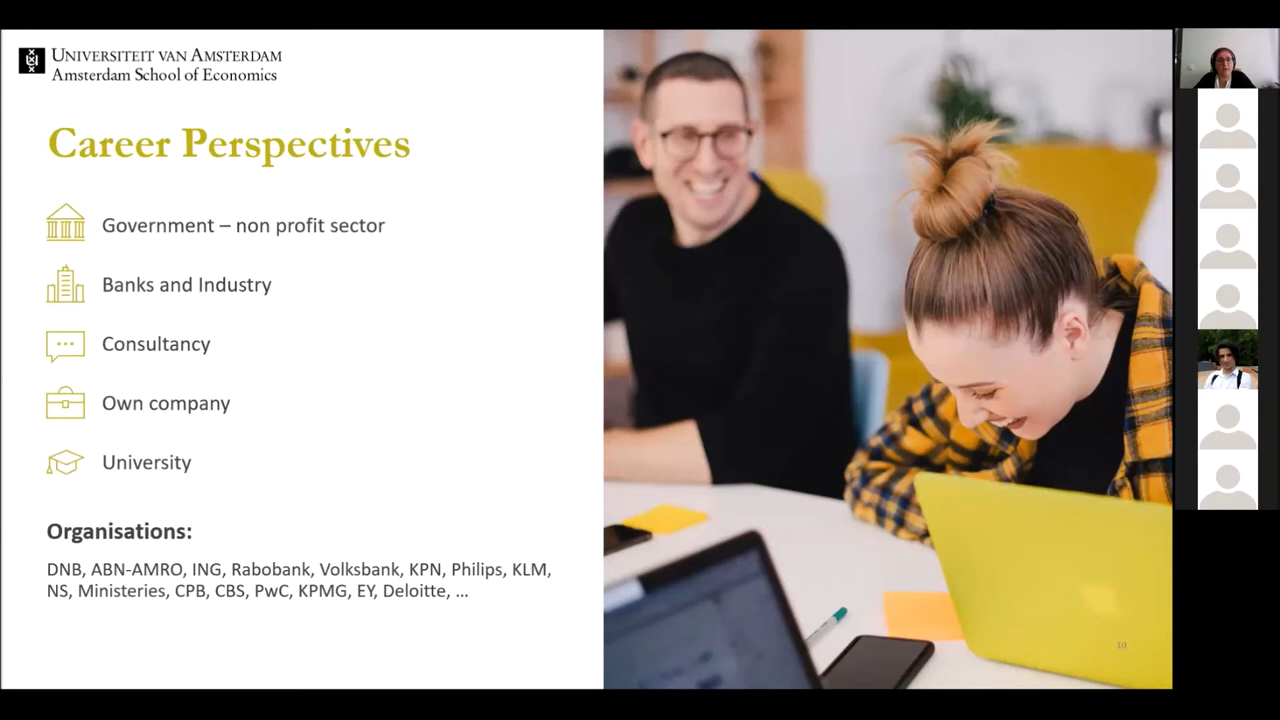 UNIVERSITEIT VAN AMSTERDAM
Amsterdam School of Economics
Career Perspectives
Government – non profit sector
Banks and Industry
Consultancy
Own company
University
Organisations:
DNB, ABN-AMRO, ING, Rabobank, Volksbank, KPN, Philips, KLM,
NS, Ministeries, CPB, CBS, PwC, KPMG, EY, Deloitte, ...
10